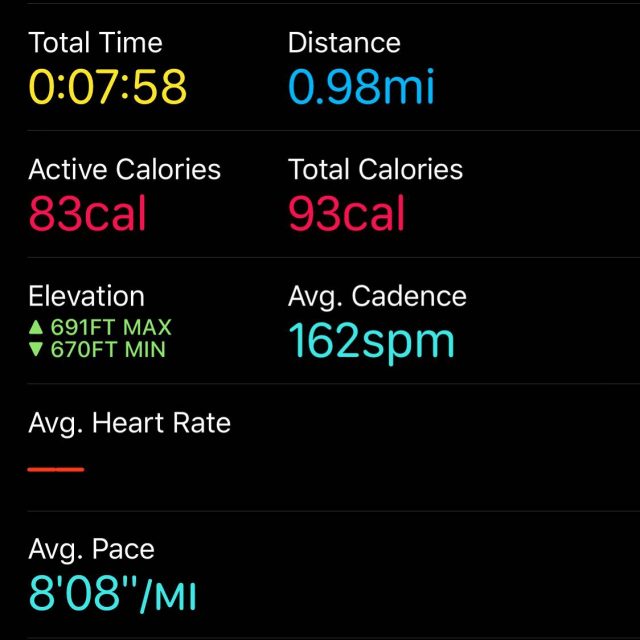 Total Time
Distance
0:07:58
0.98mi
Active Calories
Total Calories
83cal
93cal
Elevation
Avg. Cadence
▲ 691FT MAX
▼ 670FT MIN
162spm
Avg. Heart Rate
——
Avg. Pace
8'08"/MI